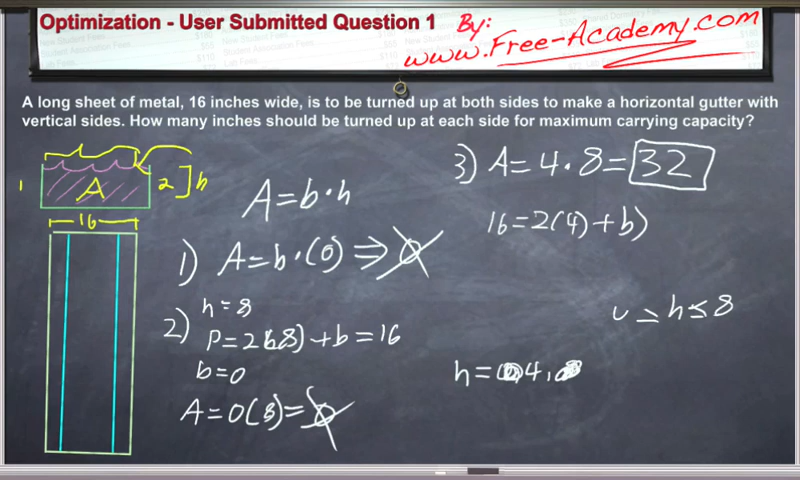 Optimization - User Submitted Question 1
By:
www.Free-Academy.com
A long sheet of metal, 16 inches wide, is to be turned up at both sides to make a horizontal gutter with
vertical sides. How many inches should be turned up at each side for maximum carrying capacity?
1 A 2 h
16
A=b·h
1) A=b·(0)⇒0
h=8
2) P=2(8)+b=16
b=0
A=0(8)=0
3) A=4·8=32
16=2(4)+b)
0≤h≤8
h=4,